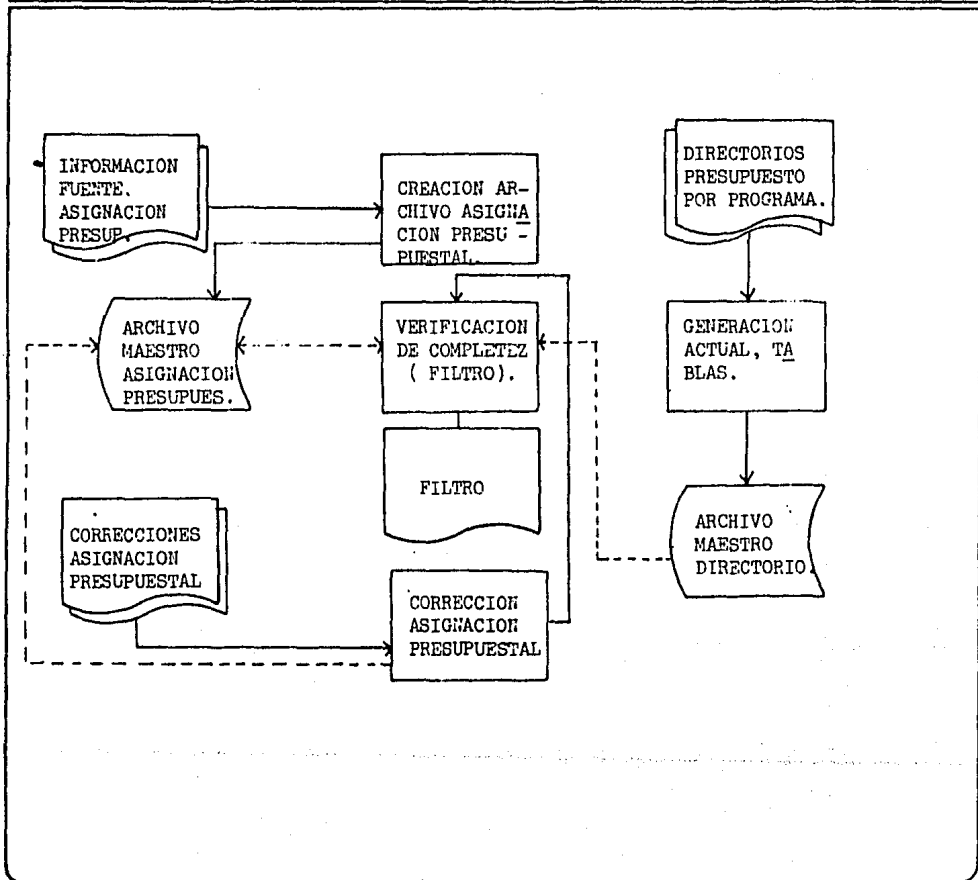 INFORMACION
FUENTE.
ASIGNACION
PRESUP.
CREACION AR-
CHIVO ASIGNA
CION PRESU -
PUESTAL.
DIRECTORIOS
PRESUPUESTO
POR PROGRAMA.
ARCHIVO
MAESTRO
ASIGNACION
PRESUPUES.
VERIFICACION
DE COMPLETEZ
( FILTRO).
GENERACION
ACTUAL, TA
BLAS.
FILTRO
ARCHIVO
MAESTRO
DIRECTORIO.
CORRECCIONES
ASIGNACION
PRESUPUESTAL
CORRECCION
ASIGNACION
PRESUPUESTAL